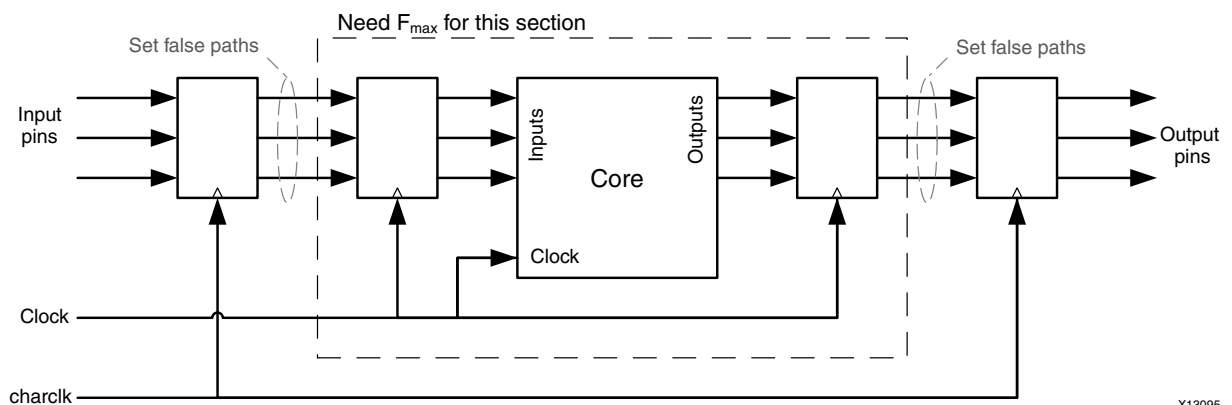 Need Fmax for this section
Set false paths
Set false paths
Input
pins
Inputs
Outputs
Core
Output
pins
Clock
Clock
charclk
X13095